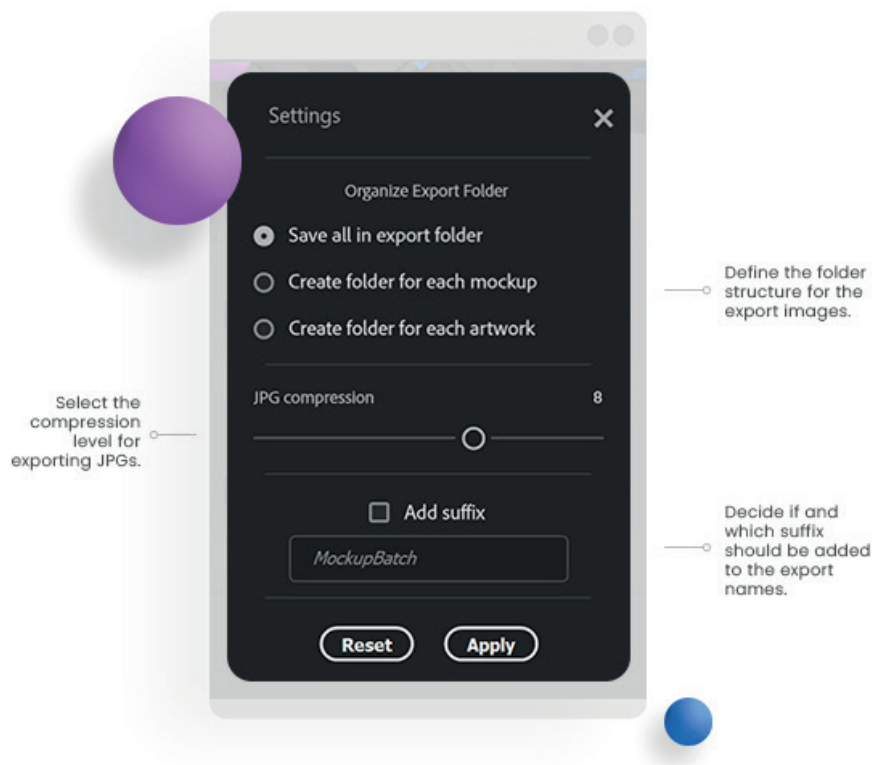 Settings
Organize Export Folder
Save all in export folder
Create folder for each mockup
Create folder for each artwork
Define the folder
structure for the
export images.
Select the
compression
level for
exporting JPGs.
JPG compression 8
Add suffix
MockupBatch
Decide if and
which suffix
should be added
to the export
names.
Reset Apply